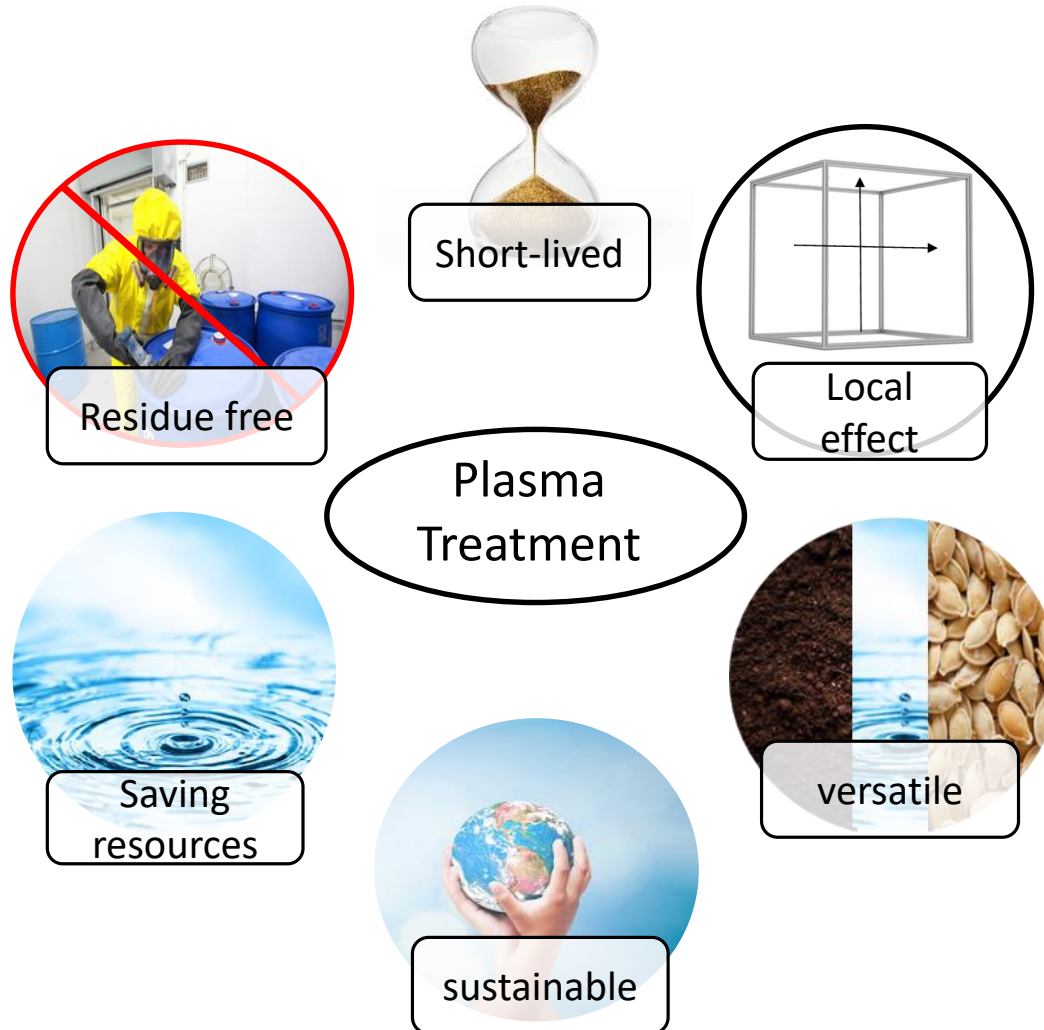 Short-lived
Residue free
Local
effect
Plasma
Treatment
Saving
resources
versatile
sustainable